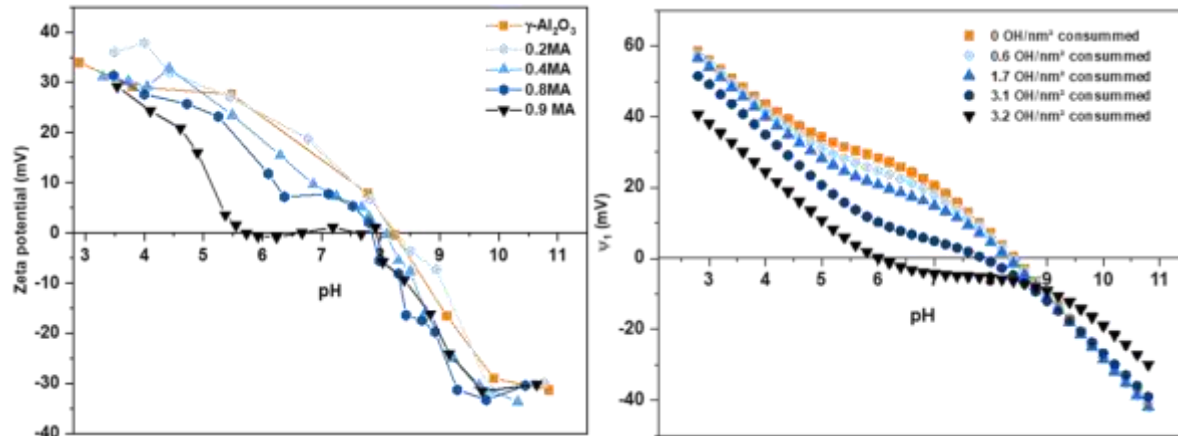 40
30
20
10
0
-10
-20
-30
-40
3 4 5 6 7 8 9 10 11
Zeta potential (mV)
pH
γ-Al₂O₃
0.2MA
0.4MA
0.8MA
0.9 MA
60
40
20
0
-20
-40
3 4 5 6 7 8 9 10 11
Ψ₁ (mV)
pH
0 OH/nm² consummed
0.6 OH/nm² consummed
1.7 OH/nm² consummed
3.1 OH/nm² consummed
3.2 OH/nm² consummed